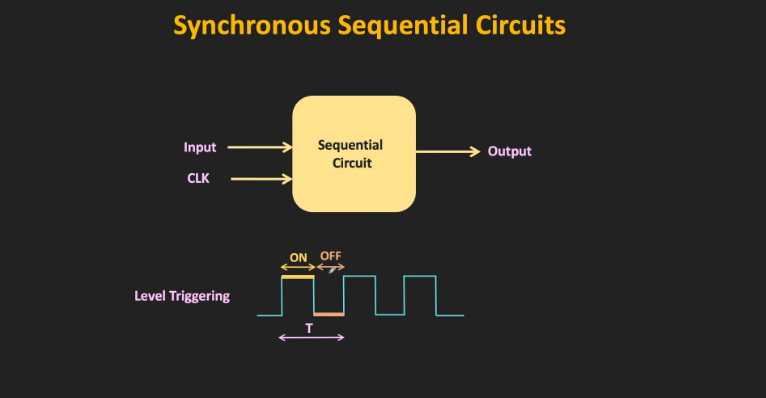 Synchronous Sequential Circuits
Input
CLK
Sequential
Circuit
Output
ON
OFF
Level Triggering
T